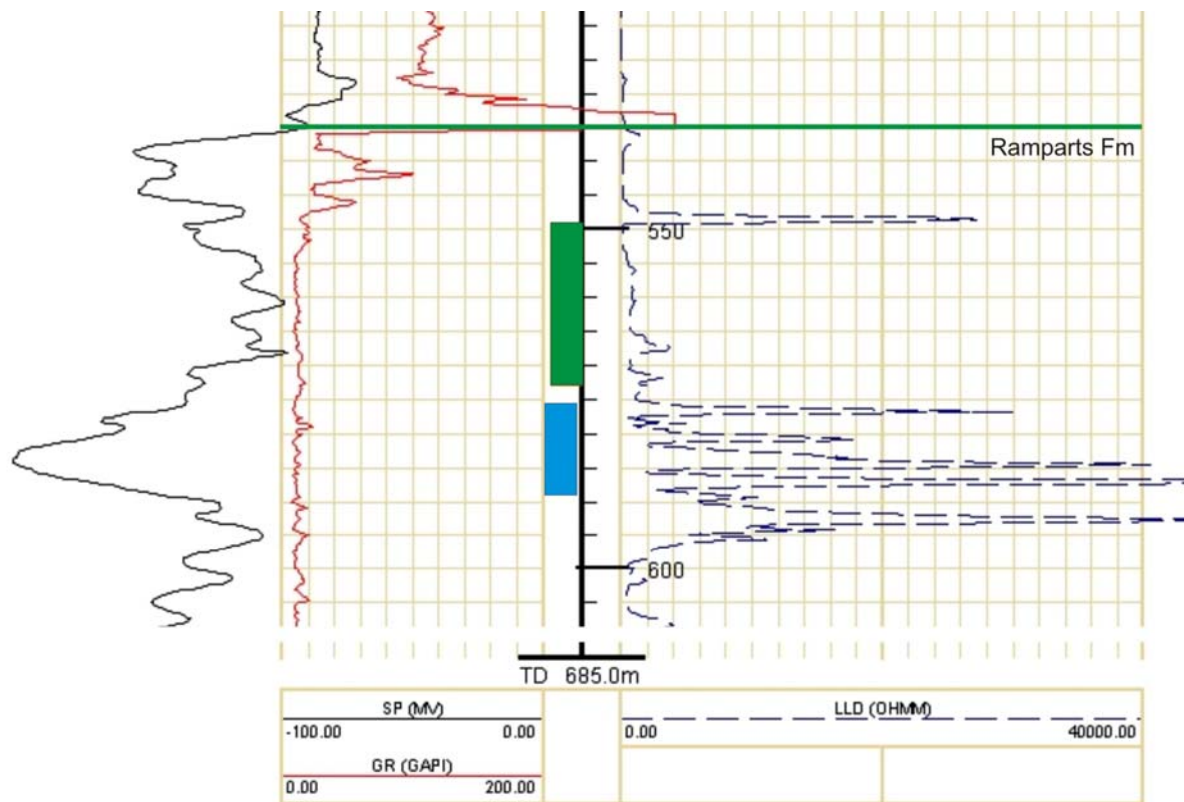 Ramparts Fm
550
600
TD 685.0m
SP (MV)
-100.00 0.00
GR (GAPI)
0.00 200.00
LLD (OHMM)
0.00 40000.00